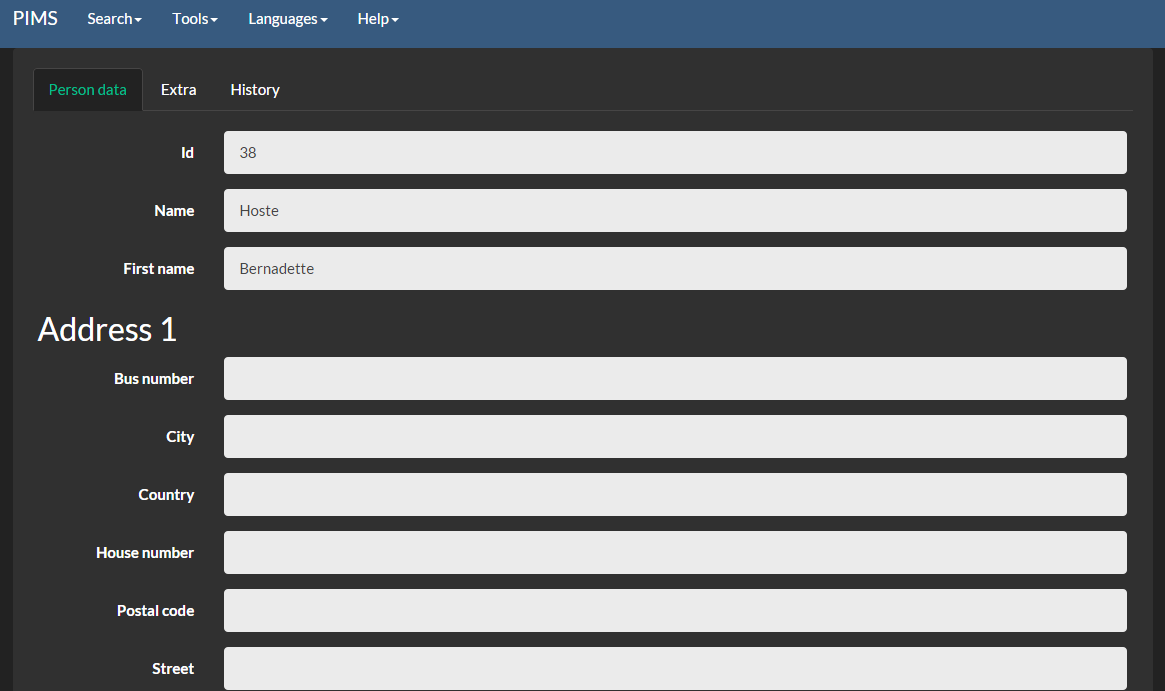 PIMS Search Tools Languages Help
Person data Extra History
Id 38
Name Hoste
First name Bernadette
Address 1
Bus number
City
Country
House number
Postal code
Street